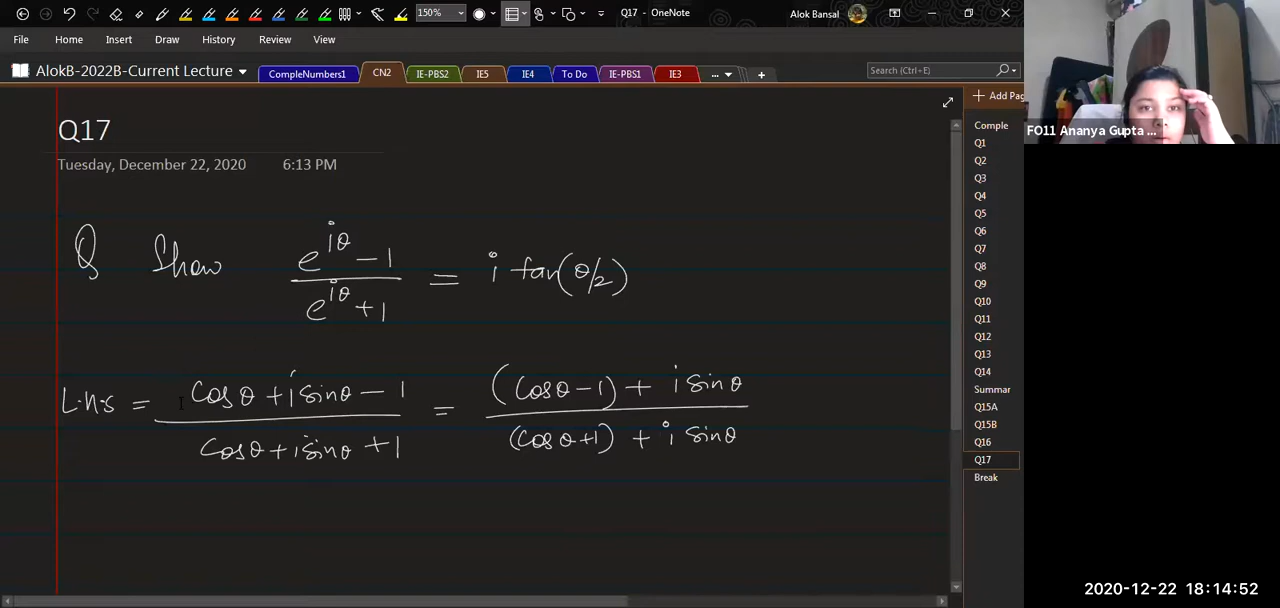 150%
Q17 - OneNote
Alok Bansal
File Home Insert Draw History Review View
AlokB-2022B-Current Lecture
CompleNumbers1 CN2 IE-PBS2 IE5 IE4 To Do IE-PBS1 IE3 ...
Search (Ctrl+E)
Add Pag
Q17
Tuesday, December 22, 2020 6:13 PM
Q Show (e^{iθ} - 1)/(e^{iθ} + 1) = i tan(θ/2)
L.H.S = (cosθ + i sinθ - 1)/(cosθ + i sinθ + 1) = ((cosθ - 1) + i sinθ)/((cosθ + 1) + i sinθ)
Comple
Q1
Q2
Q3
Q4
Q5
Q6
Q7
Q8
Q9
Q10
Q11
Q12
Q13
Q14
Summar
Q15A
Q15B
Q16
Q17
Break
FO11 Ananya Gupta ...
2020-12-22 18:14:52